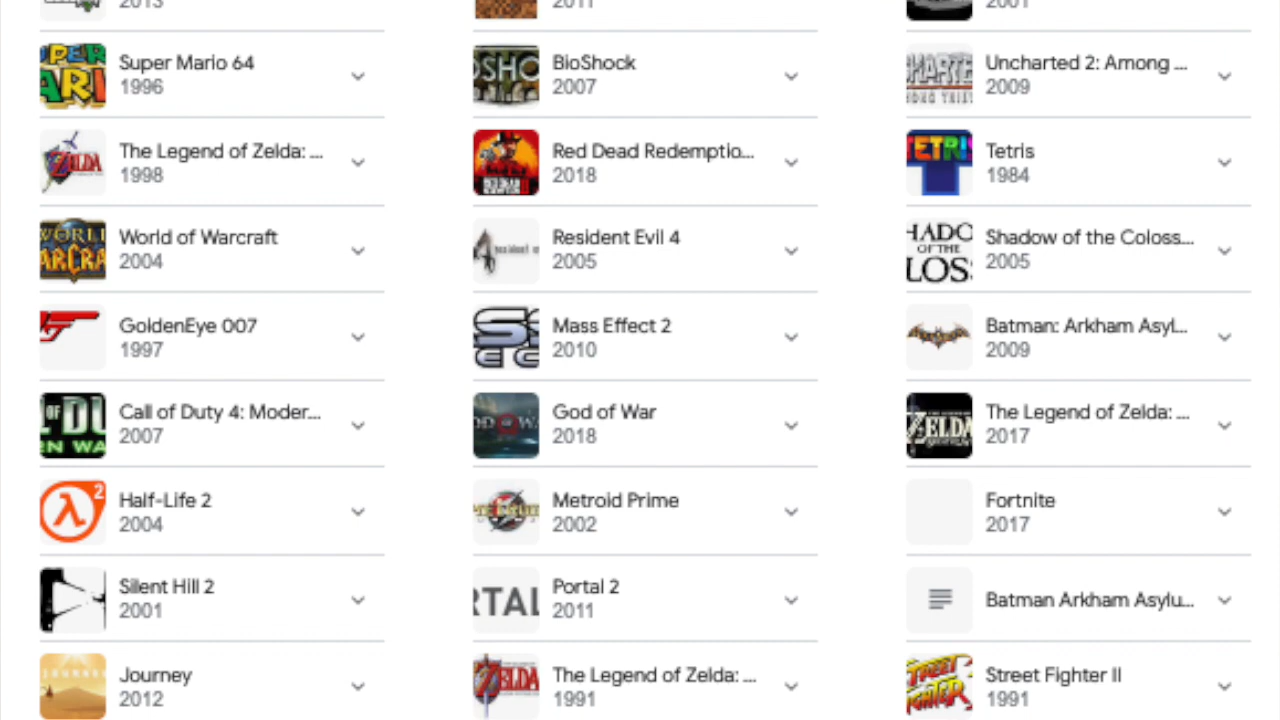 2013
2011
2001
Super Mario 64
1996
BioShock
2007
Uncharted 2: Among ...
2009
The Legend of Zelda: ...
1998
Red Dead Redemptio...
2018
Tetris
1984
World of Warcraft
2004
Resident Evil 4
2005
Shadow of the Coloss...
2005
GoldenEye 007
1997
Mass Effect 2
2010
Batman: Arkham Asyl...
2009
Call of Duty 4: Moder...
2007
God of War
2018
The Legend of Zelda: ...
2017
Half-Life 2
2004
Metroid Prime
2002
Fortnite
2017
Silent Hill 2
2001
Portal 2
2011
Batman Arkham Asylu...
Journey
2012
The Legend of Zelda: ...
1991
Street Fighter II
1991